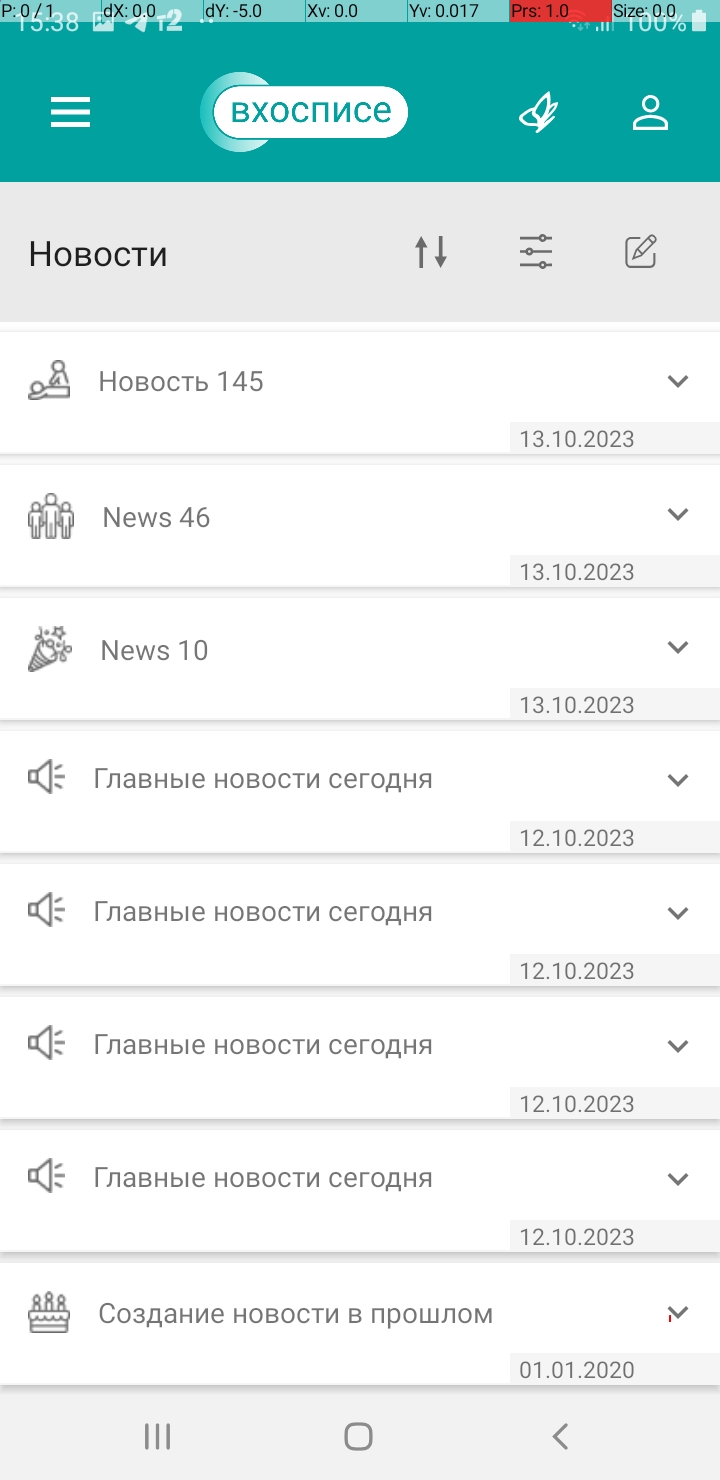 P: 0 / 1 dX: 0.0 dY: -5.0 Xv: 0.0 Yv: 0.017 Prs: 1.0 Size: 0.0
15:38 т2 100%
вхосписе
Новости
Новость 145
13.10.2023
News 46
13.10.2023
News 10
13.10.2023
Главные новости сегодня
12.10.2023
Главные новости сегодня
12.10.2023
Главные новости сегодня
12.10.2023
Главные новости сегодня
12.10.2023
Создание новости в прошлом
01.01.2020